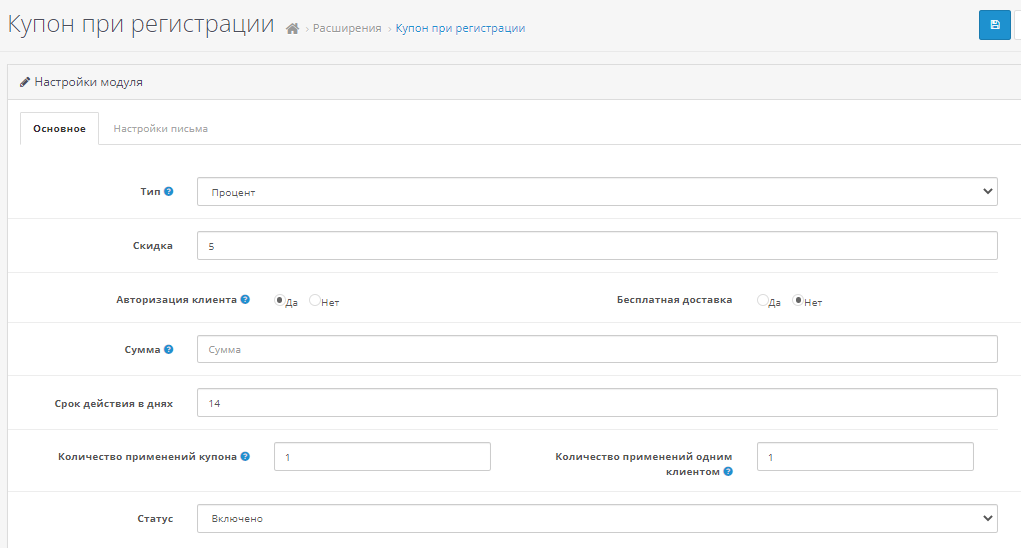 Купон при регистрации › Расширения › Купон при регистрации
Настройки модуля
Основное Настройки письма
Тип ? Процент
Скидка 5
Авторизация клиента ? Да Нет Бесплатная доставка Да Нет
Сумма ? Сумма
Срок действия в днях 14
Количество применений купона ? 1 Количество применений одним
клиентом ? 1
Статус Включено